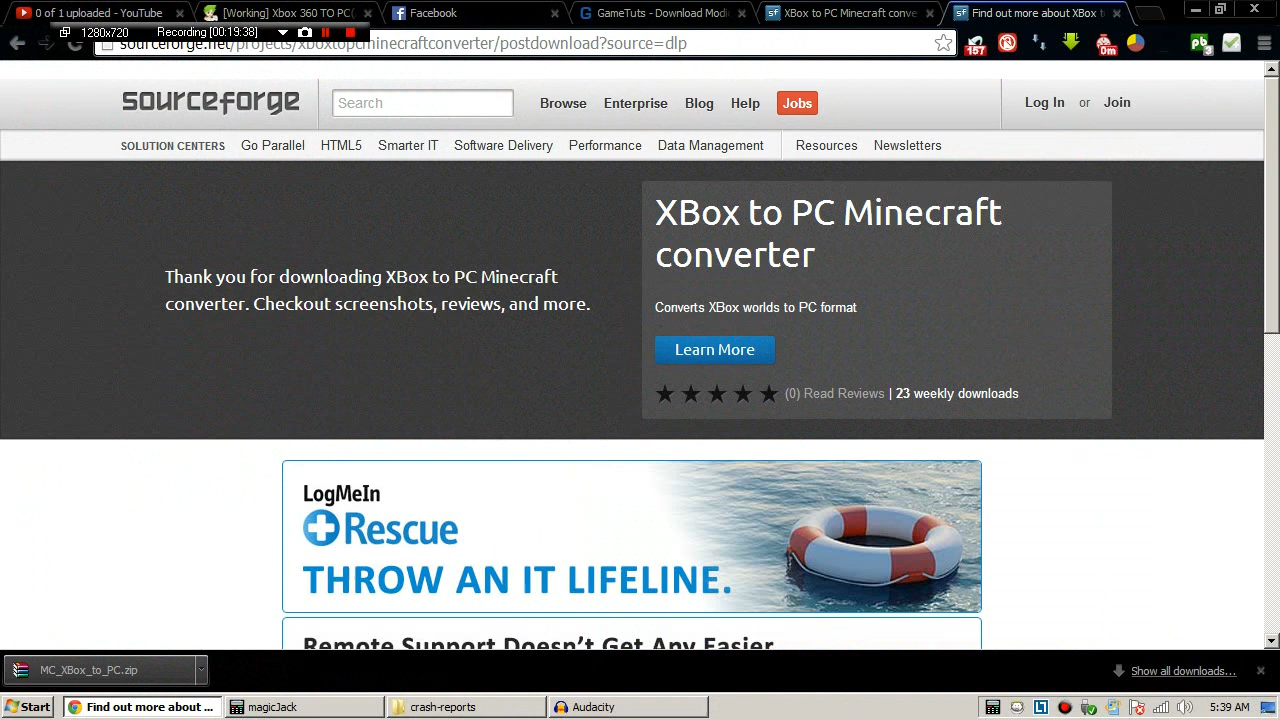 0 of 1 uploaded - YouTube
[Working] Xbox 360 TO PC(
Facebook
GameTuts - Download Modi
XBox to PC Minecraft conv
Find out more about XBox t
1280x720
Recording [00:19:38]
sourceforge.net/projects/xboxtopcminecraftconverter/postdownload?source=dlp
157
0m
pb
3
sourceforge
Search
Browse
Enterprise
Blog
Help
Jobs
Log In or Join
SOLUTION CENTERS
Go Parallel
HTML5
Smarter IT
Software Delivery
Performance
Data Management
Resources
Newsletters
Thank you for downloading XBox to PC Minecraft
converter. Checkout screenshots, reviews, and more.
XBox to PC Minecraft
converter
Converts XBox worlds to PC format
Learn More
(0) Read Reviews | 23 weekly downloads
LogMeIn
Rescue
THROW AN IT LIFELINE.
Remote Support Doesn't Get Any Easier
MC_XBox_to_PC.zip
Show all downloads...
Start
Find out more about ...
magicJack
crash-reports
Audacity
5:39 AM